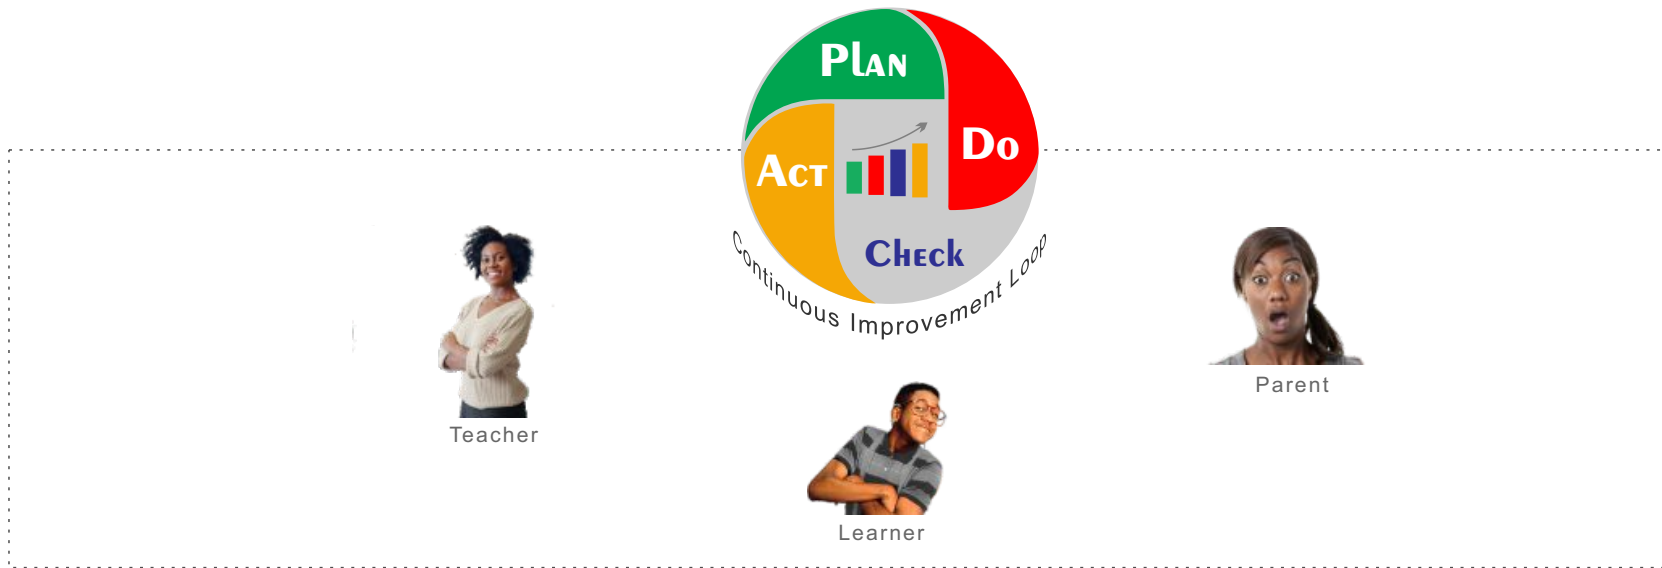 Plan
Do
Act
Check
Continuous Improvement Loop
Parent
Teacher
Learner